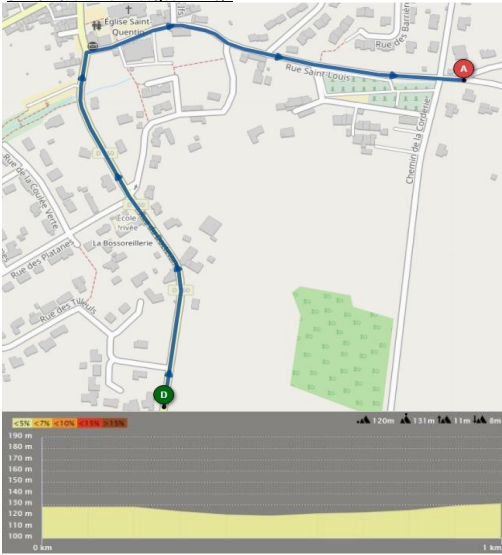 Église Saint-
Quentin
Rue des Barrières
A
Rue Saint-Louis
Chemin de la Corderie
Rue de la Coulée Verte
École
Privée
La Bossoreillerie
Rue des Platanes
Rue des Tilleuls
D
<5% <7% <10% <15% >15%
120m 131m 11m 8m
190 m
180 m
170 m
160 m
150 m
140 m
130 m
120 m
110 m
100 m
0 km
1 km